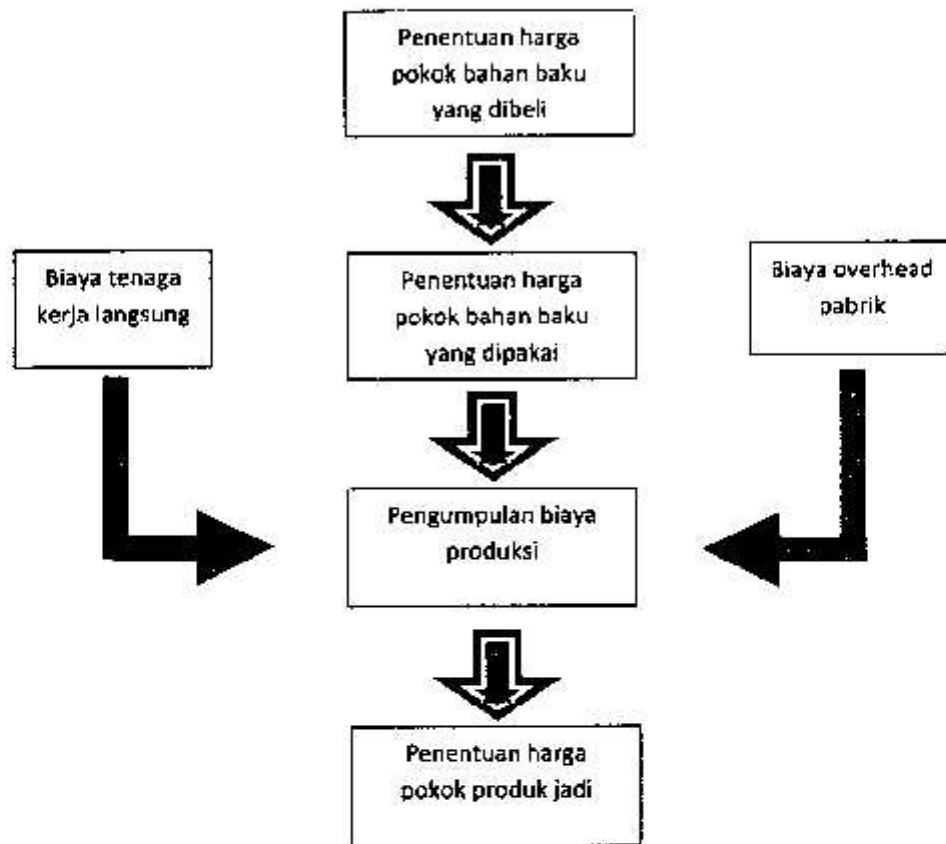 Penentuan harga
pokok bahan baku
yang dibeli
Biaya tenaga
kerja langsung
Penentuan harga
pokok bahan baku
yang dipakai
Biaya overhead
pabrik
Pengumpulan biaya
produksi
Penentuan harga
pokok produk jadi